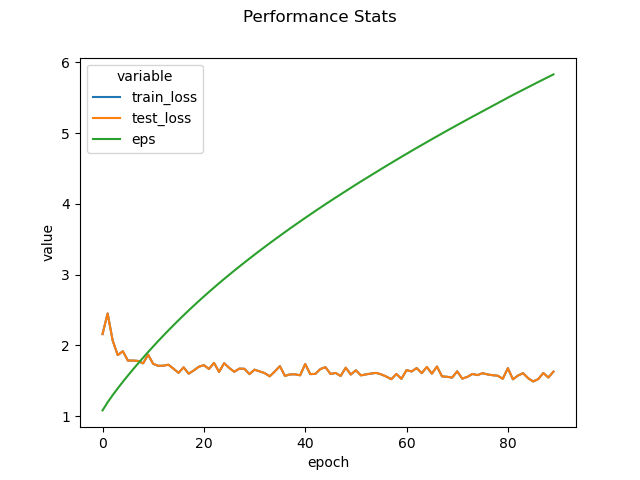 Performance Stats
6
5
4
3
2
1
value
variable
train_loss
test_loss
eps
0 20 40 60 80
epoch